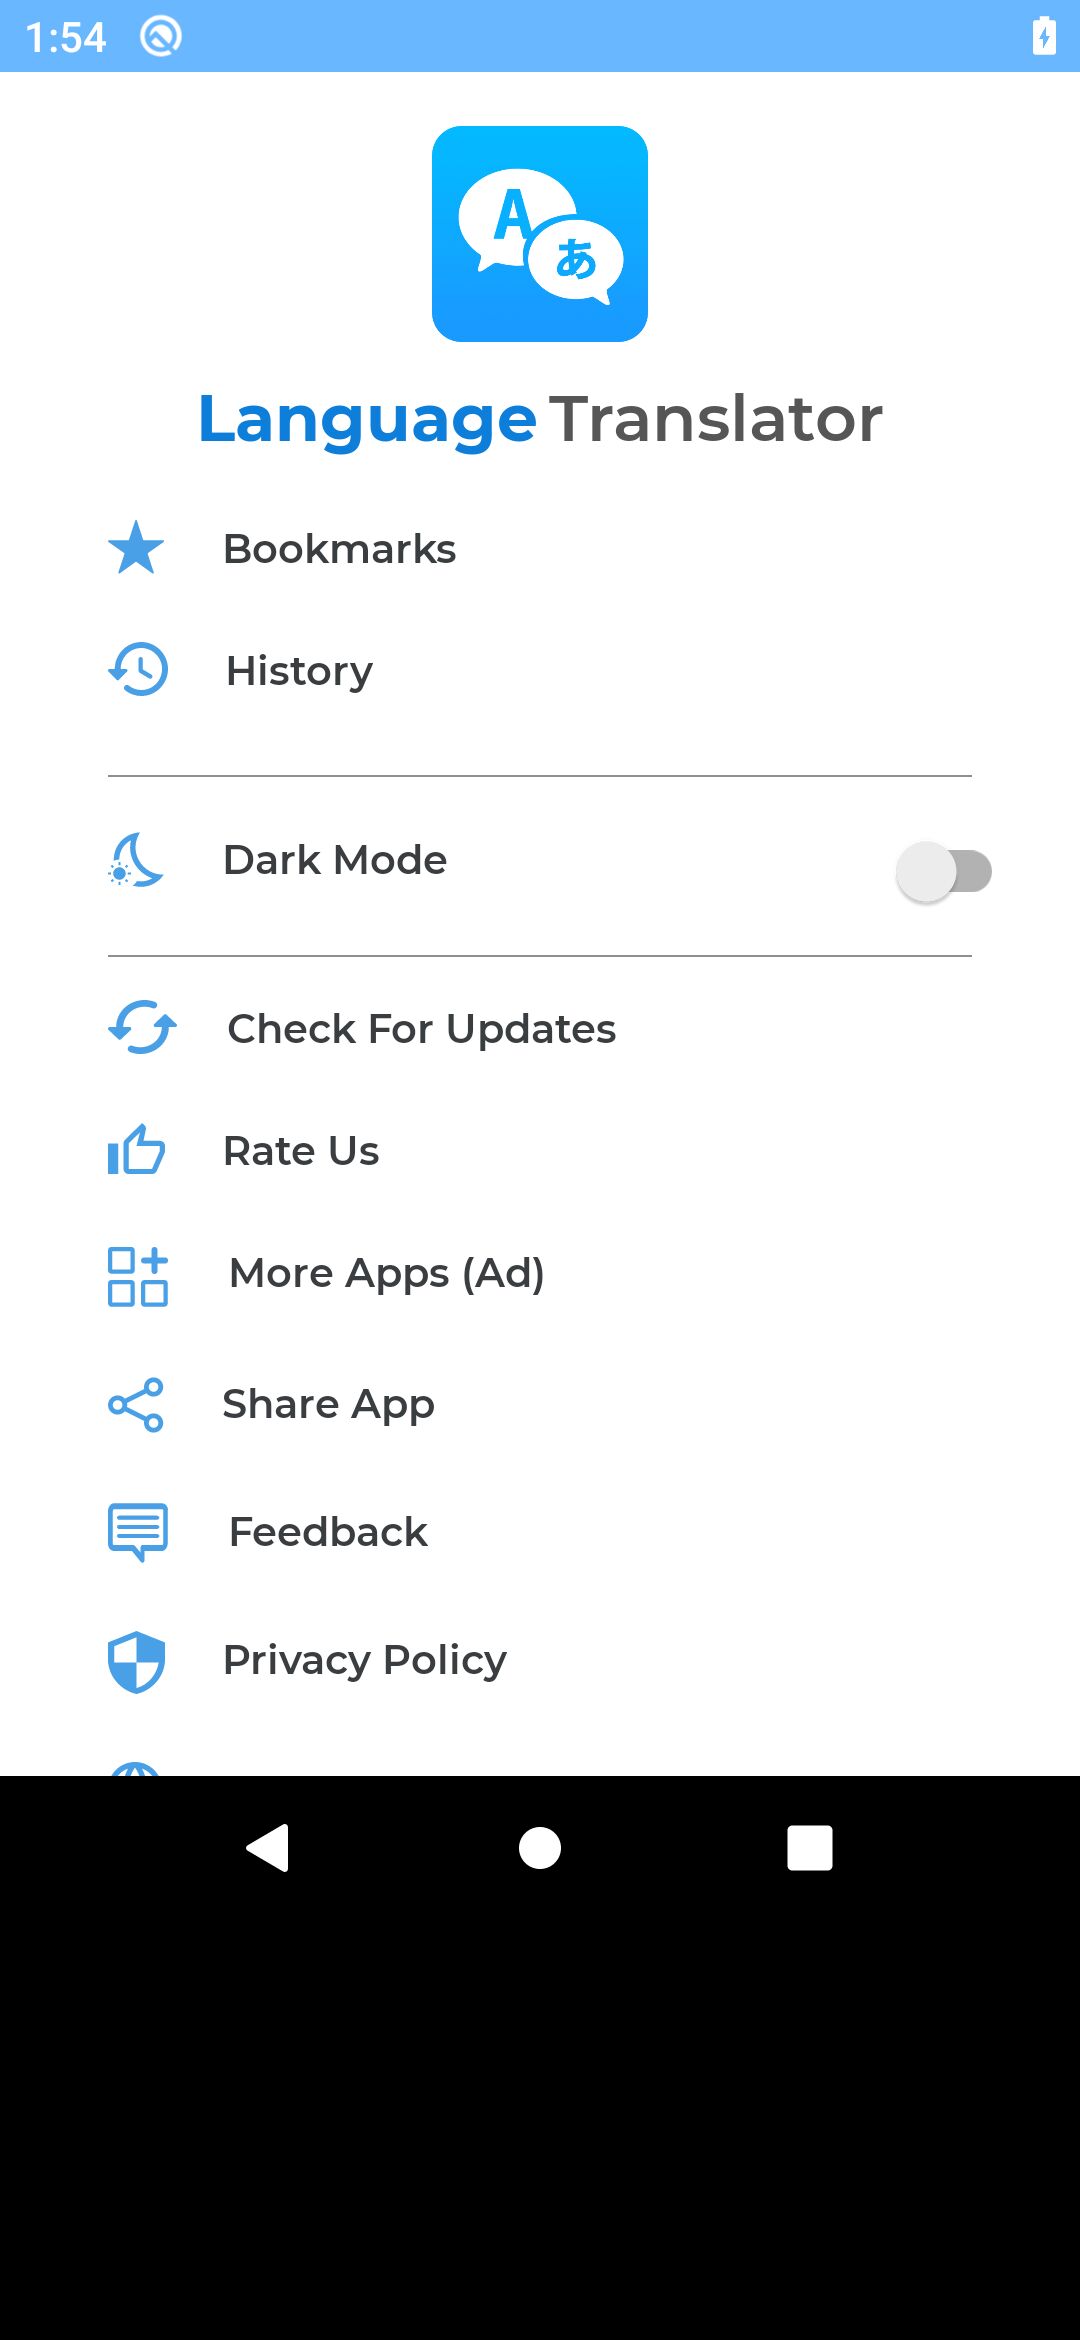 1:54
A
あ
Language Translator
Bookmarks
History
Dark Mode
Check For Updates
Rate Us
More Apps (Ad)
Share App
Feedback
Privacy Policy